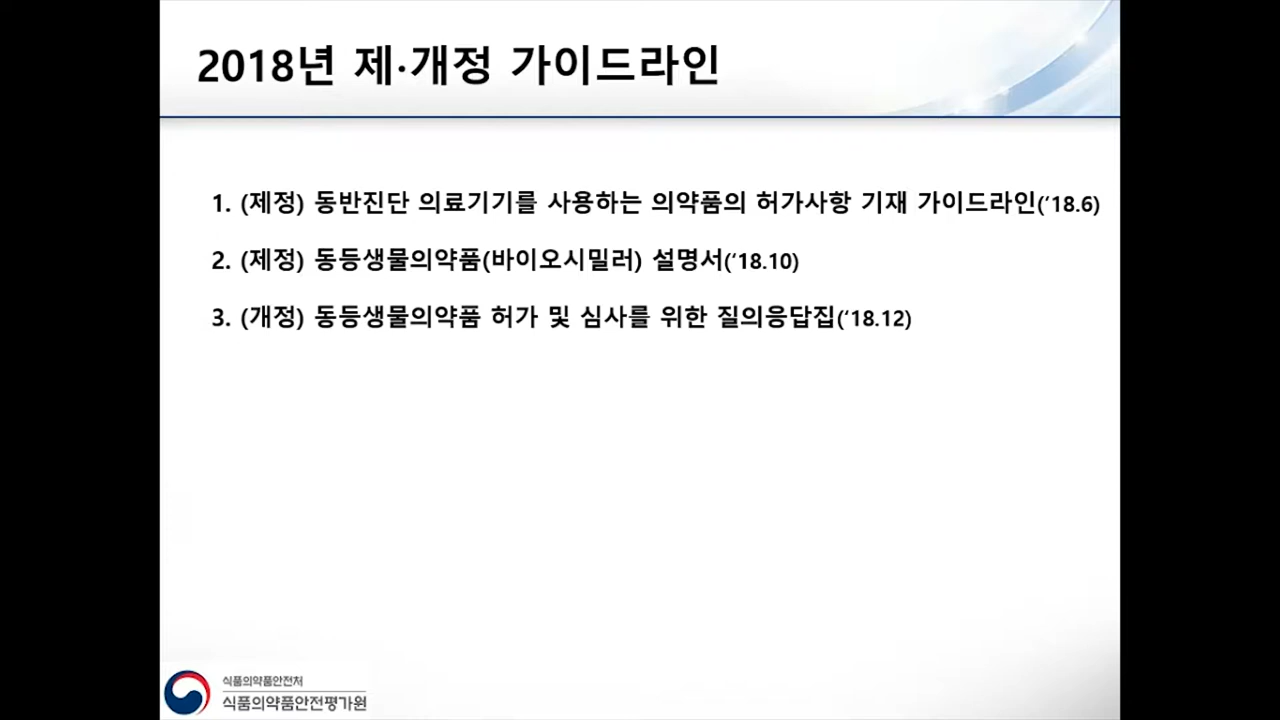 2018년 제·개정 가이드라인
1. (제정) 동반진단 의료기기를 사용하는 의약품의 허가사항 기재 가이드라인(‘18.6)
2. (제정) 동등생물의약품(바이오시밀러) 설명서(‘18.10)
3. (개정) 동등생물의약품 허가 및 심사를 위한 질의응답집(‘18.12)
식품의약품안전처
식품의약품안전평가원